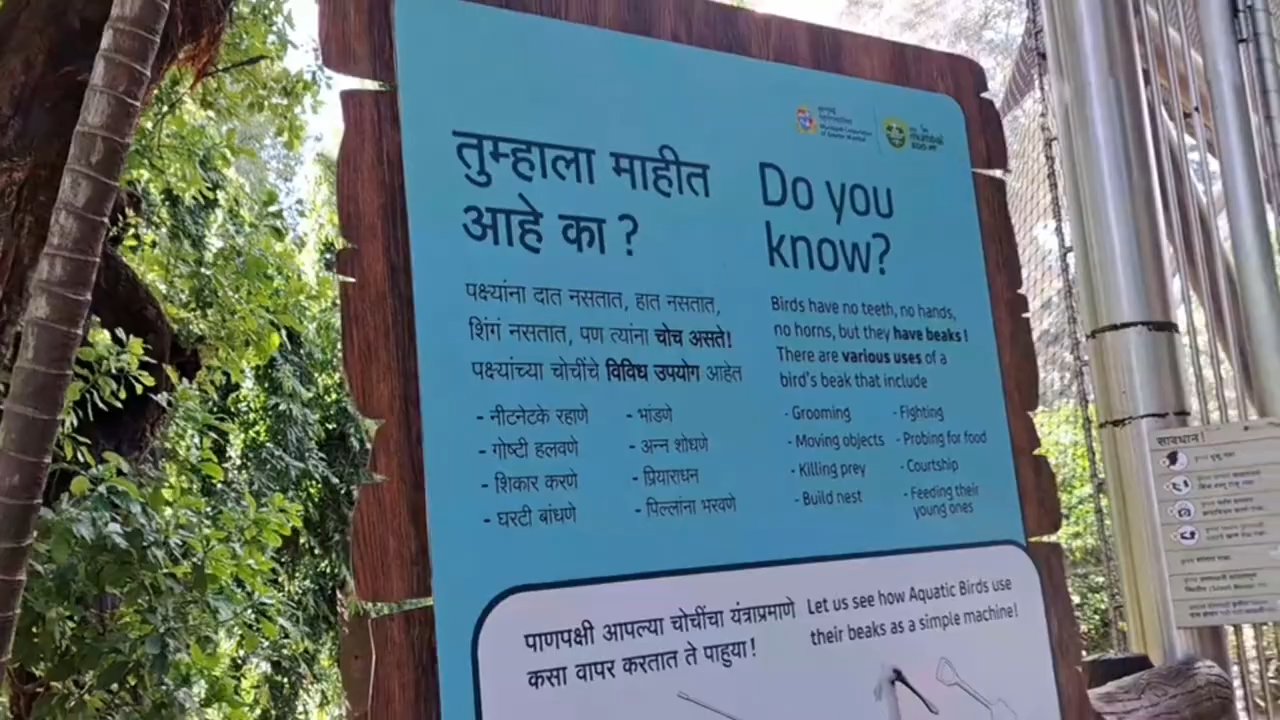 तुम्हाला माहीत
आहे का ?
पक्ष्यांना दात नसतात, हात नसतात,
शिंगं नसतात, पण त्यांना चोच असते!
पक्ष्यांच्या चोचींचे विविध उपयोग आहेत
- नीटनेटके रहाणे
- गोष्टी हलवणे
- शिकार करणे
- घरटी बांधणे
- भांडणे
- अन्न शोधणे
- प्रियाराधन
- पिल्लांना भरवणे
mumbai
Do you
know?
Birds have no teeth, no hands,
no horns, but they have beaks !
There are various uses of a
bird's beak that include
- Grooming
- Moving objects
- Killing prey
- Build nest
- Fighting
- Probing for food
- Courtship
- Feeding their
young ones
पाणपक्षी आपल्या चोचींचा यंत्राप्रमाणे
कसा वापर करतात ते पाहुया !
Let us see how Aquatic Birds use
their beaks as a simple machine!
सावधान !